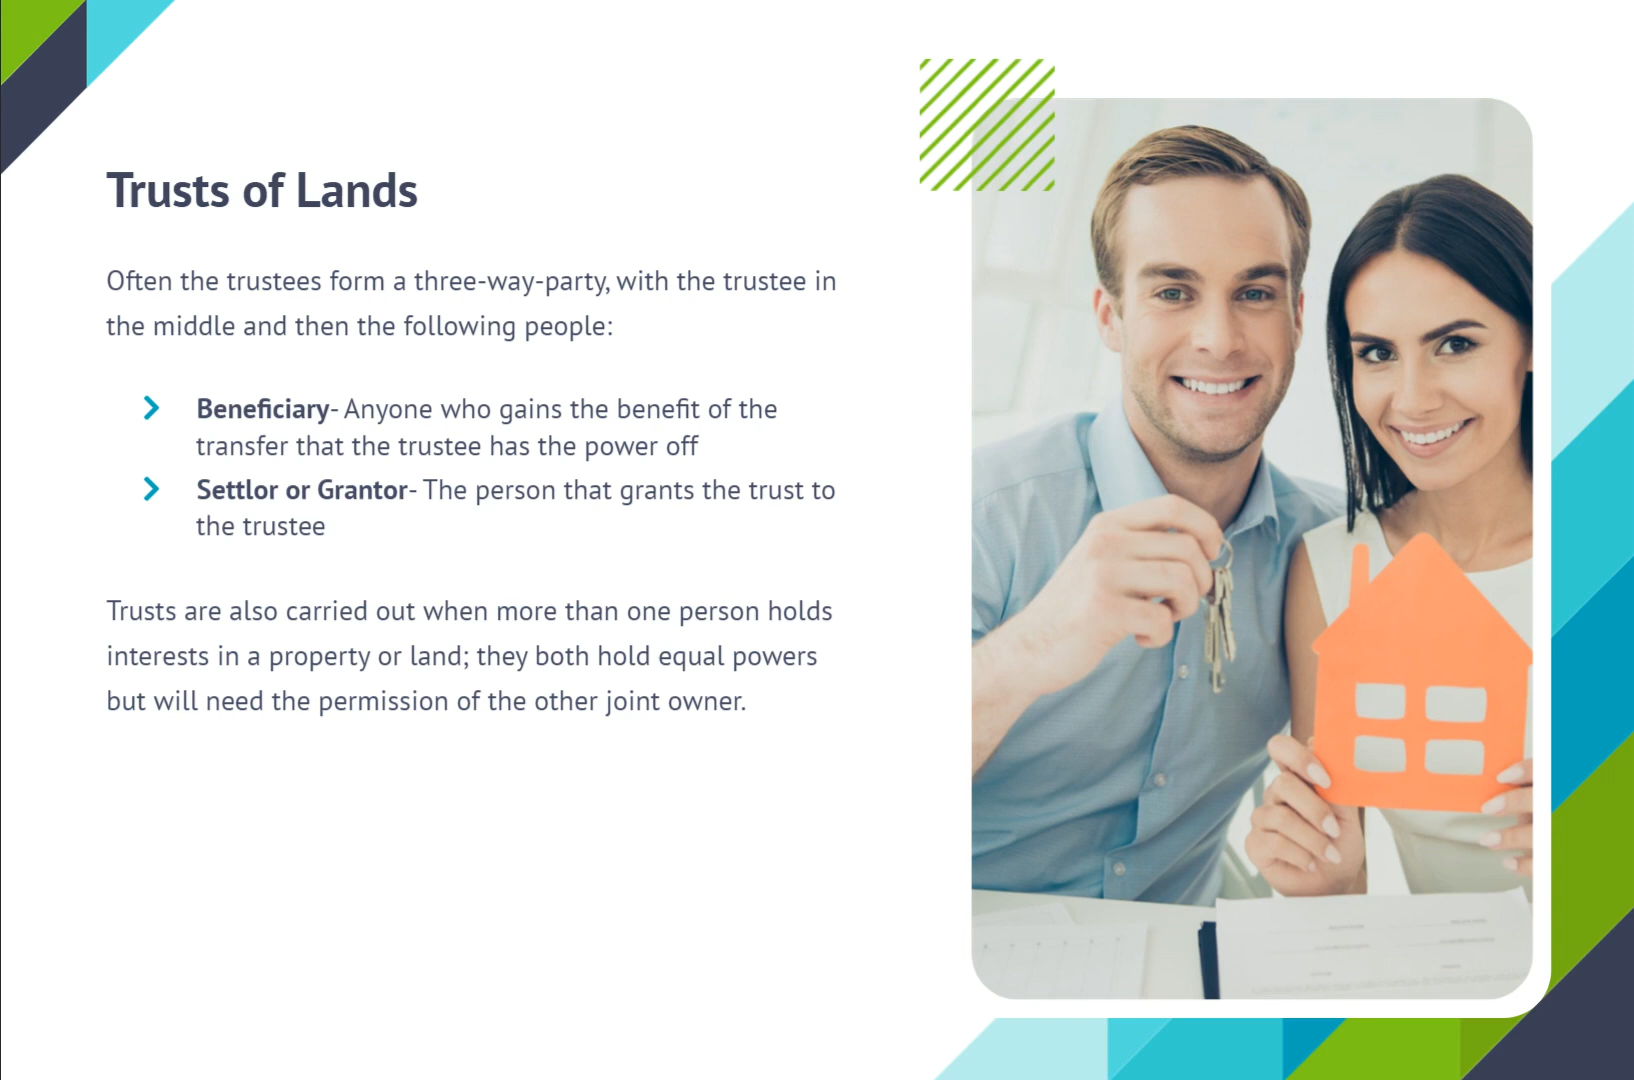 Trusts of Lands
Often the trustees form a three-way-party, with the trustee in
the middle and then the following people:
Beneficiary- Anyone who gains the benefit of the
transfer that the trustee has the power off
Settlor or Grantor- The person that grants the trust to
the trustee
Trusts are also carried out when more than one person holds
interests in a property or land; they both hold equal powers
but will need the permission of the other joint owner.